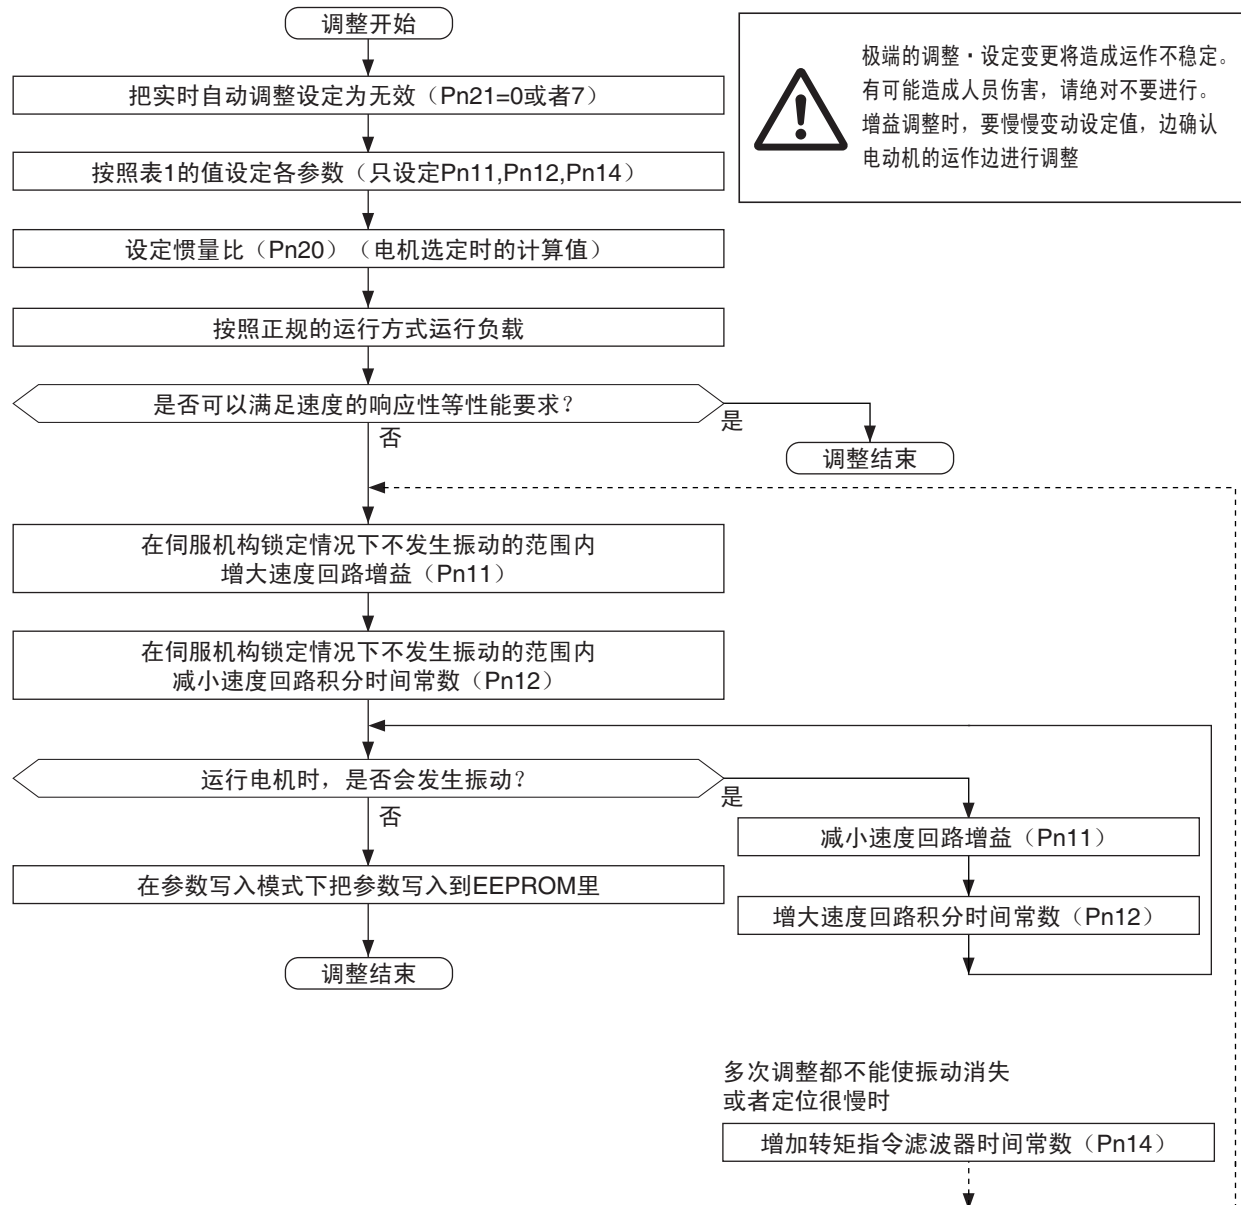 调整开始
极端的调整・设定变更将造成运作不稳定。
有可能造成人员伤害，请绝对不要进行。
增益调整时，要慢慢变动设定值，边确认
电动机的运作边进行调整
把实时自动调整设定为无效（Pn21=0或者7）
按照表1的值设定各参数（只设定Pn11,Pn12,Pn14）
设定惯量比（Pn20）（电机选定时的计算值）
按照正规的运行方式运行负载
是否可以满足速度的响应性等性能要求？
是
否
调整结束
在伺服机构锁定情况下不发生振动的范围内
增大速度回路增益（Pn11）
在伺服机构锁定情况下不发生振动的范围内
减小速度回路积分时间常数（Pn12）
运行电机时，是否会发生振动？
是
否
减小速度回路增益（Pn11）
在参数写入模式下把参数写入到EEPROM里
增大速度回路积分时间常数（Pn12）
调整结束
多次调整都不能使振动消失
或者定位很慢时
增加转矩指令滤波器时间常数（Pn14）